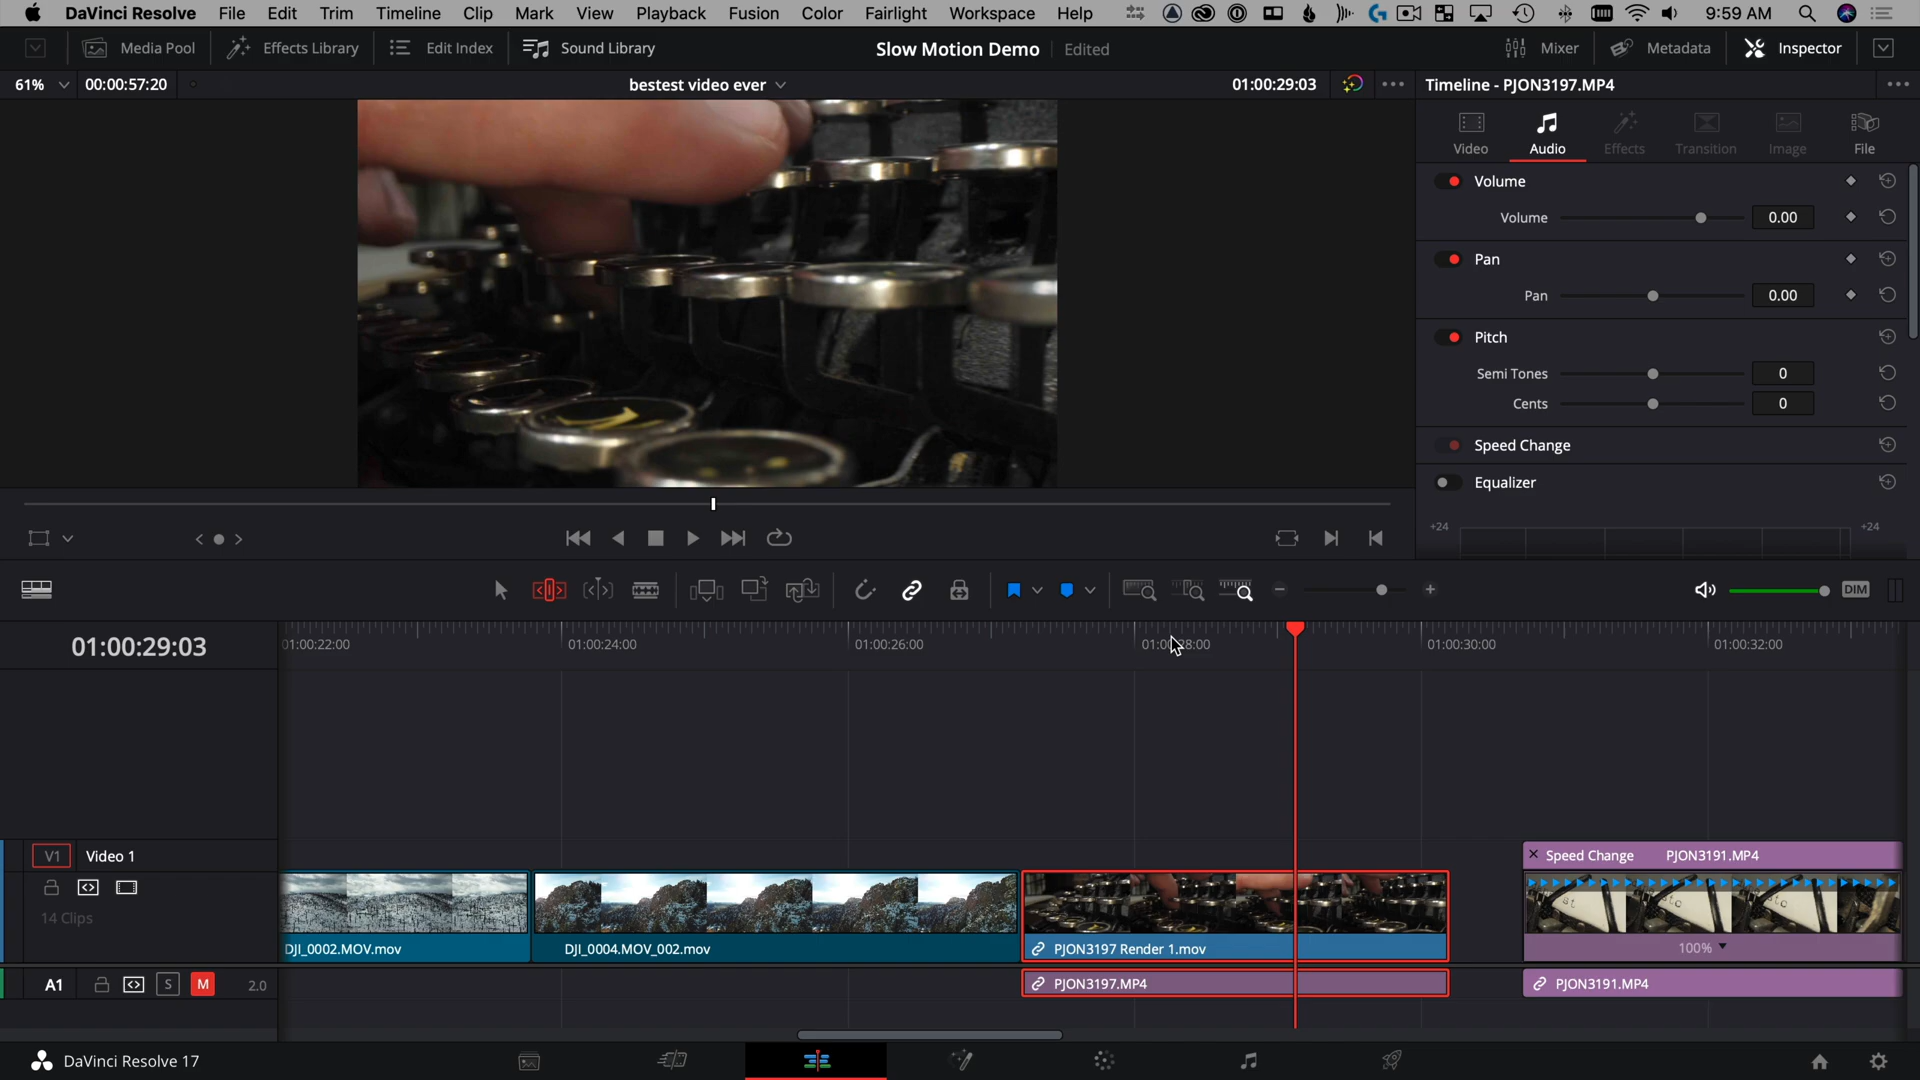 DaVinci Resolve File Edit Trim Timeline Clip Mark View Playback Fusion Color Fairlight Workspace Help 9:59 AM
Media Pool Effects Library Edit Index Sound Library Slow Motion Demo Edited Mixer Metadata Inspector
61% 00:00:57:20 bestest video ever 01:00:29:03 Timeline - PJON3197.MP4
Video Audio Effects Transition Image File
Volume
Volume 0.00
Pan
Pan 0.00
Pitch
Semi Tones 0
Cents 0
Speed Change
Equalizer
+24 +24
DIM
01:00:29:03 01:00:22:00 01:00:24:00 01:00:26:00 01:00:28:00 01:00:30:00 01:00:32:00
V1 Video 1 Speed Change PJON3191.MP4
14 Clips
DJI_0002.MOV.mov DJI_0004.MOV_002.mov PJON3197 Render 1.mov 100%
A1 S M 2.0 PJON3197.MP4 PJON3191.MP4
DaVinci Resolve 17